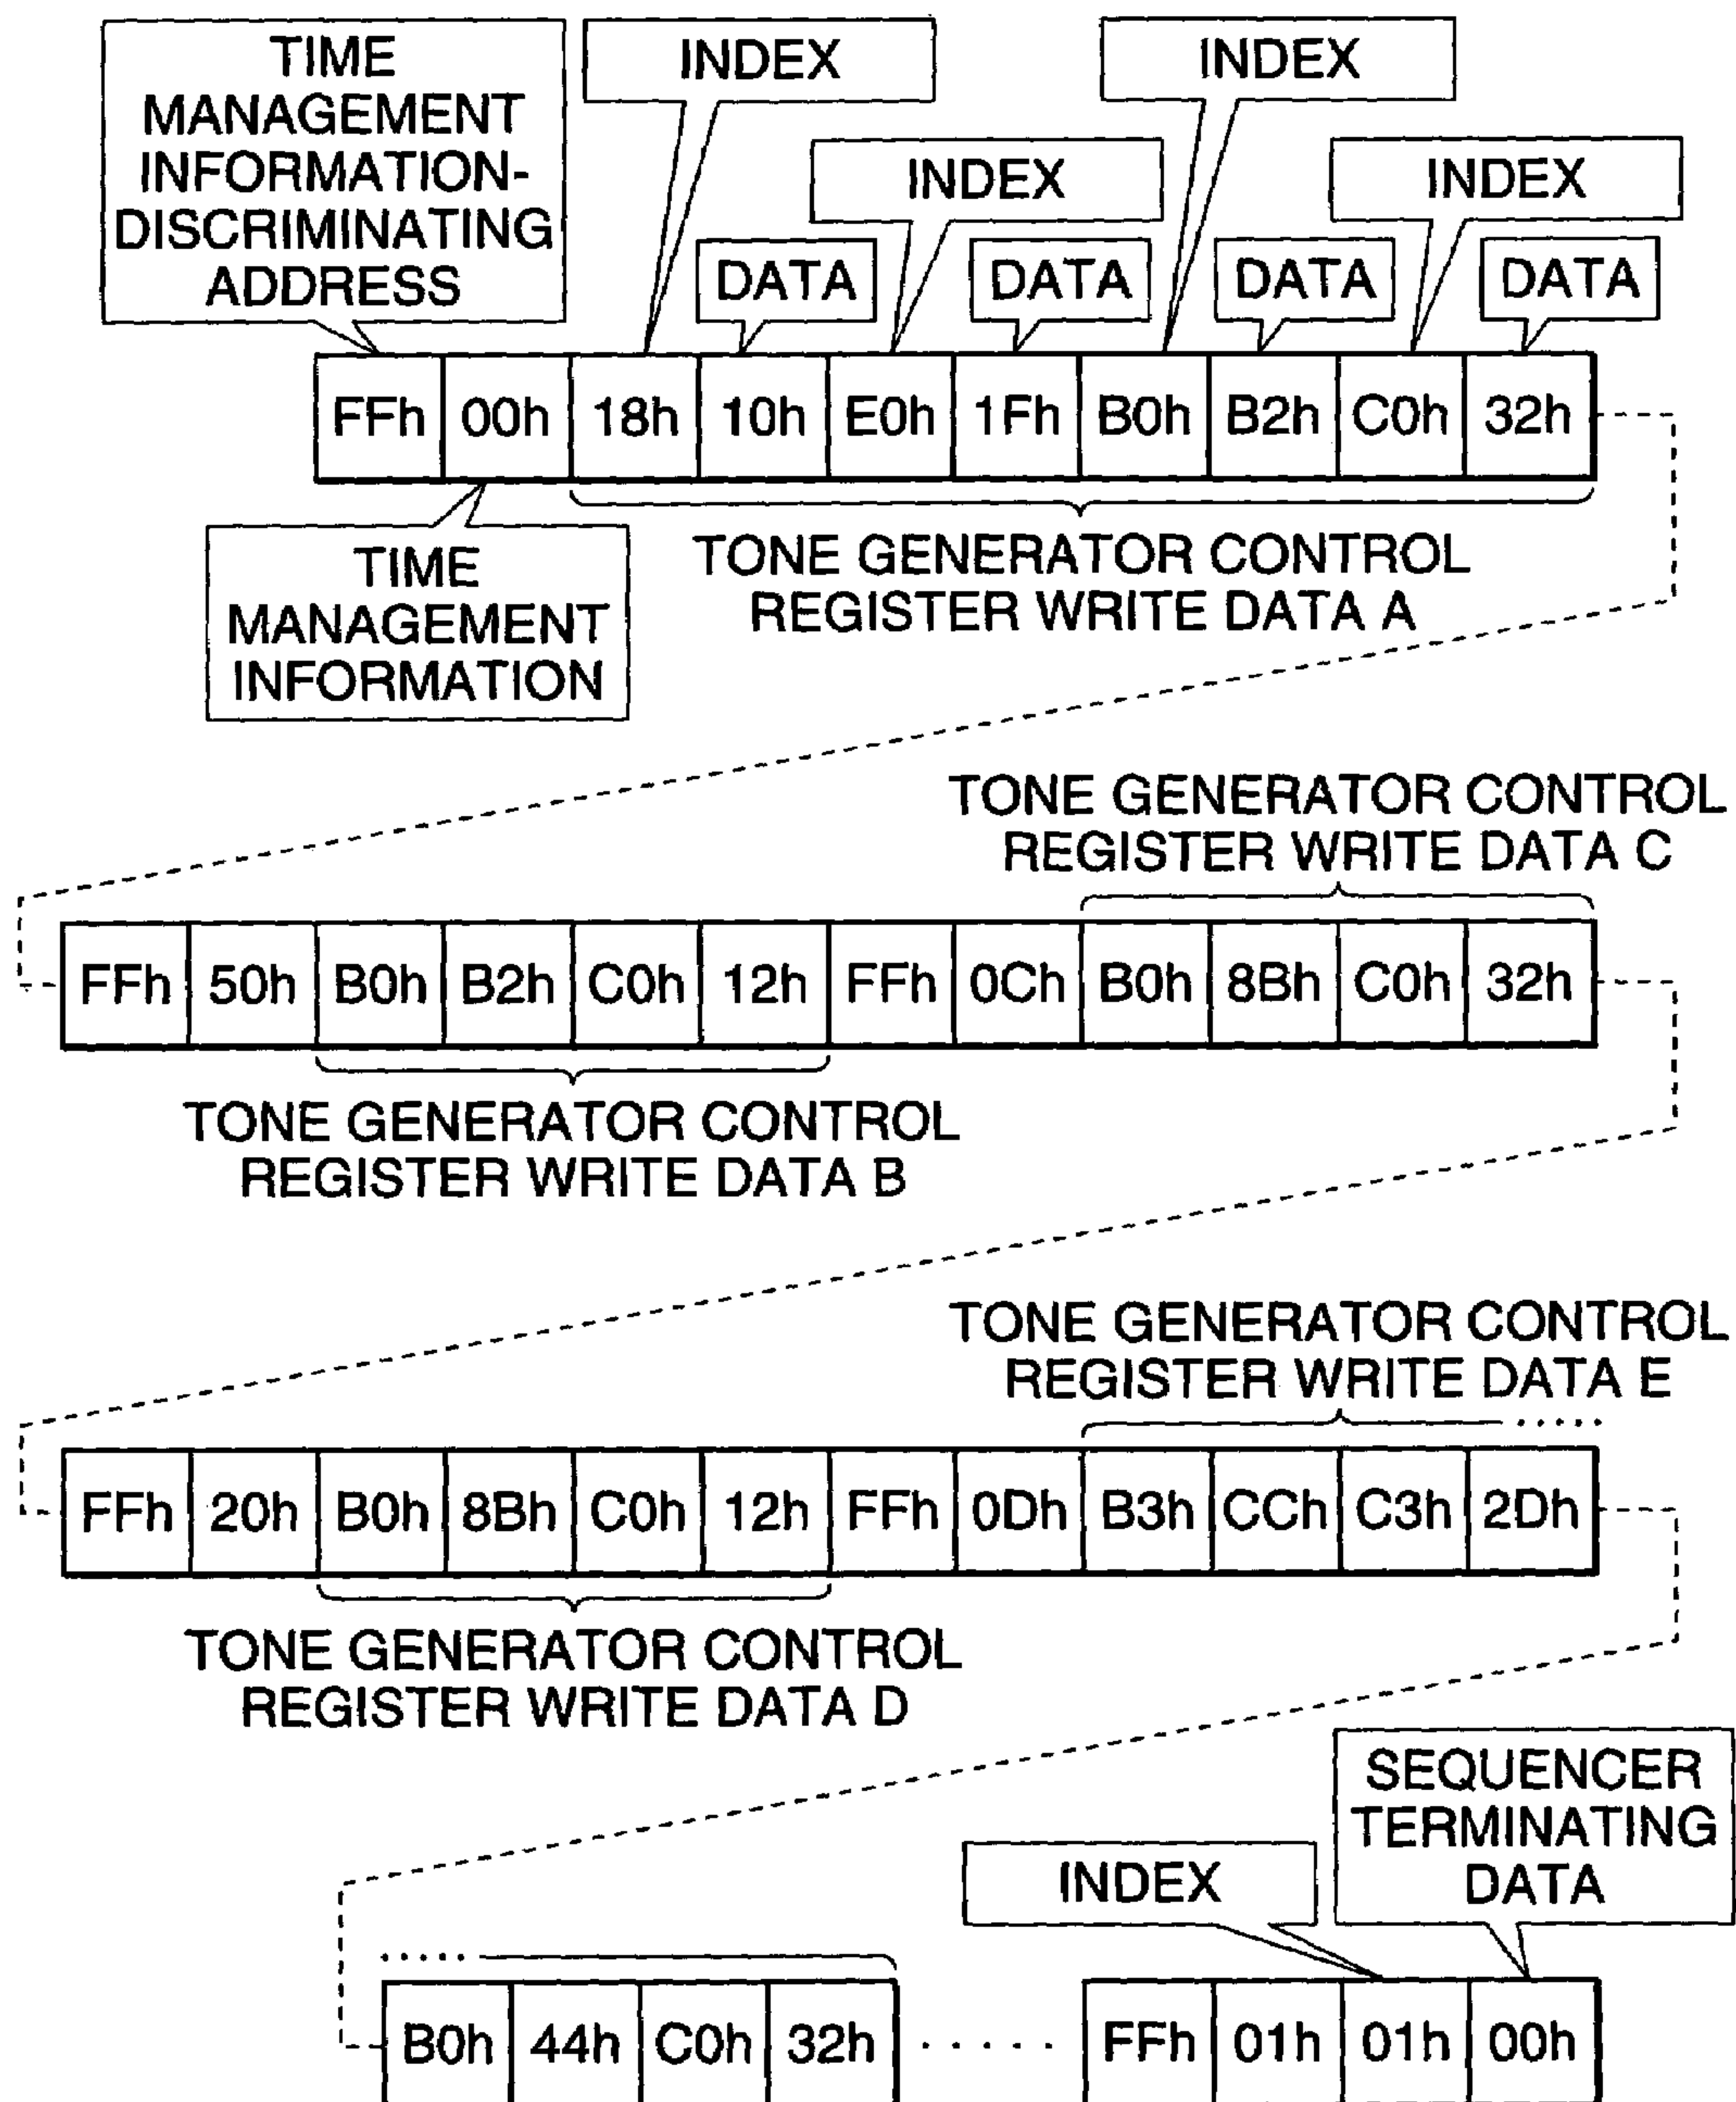 TIME
MANAGEMENT
INFORMATION-
DISCRIMINATING
ADDRESS
INDEX
INDEX
INDEX
INDEX
DATA
DATA
DATA
DATA
FFh 00h 18h 10h E0h 1Fh B0h B2h C0h 32h
TIME
MANAGEMENT
INFORMATION
TONE GENERATOR CONTROL
REGISTER WRITE DATA A
TONE GENERATOR CONTROL
REGISTER WRITE DATA C
FFh 50h B0h B2h C0h 12h FFh 0Ch B0h 8Bh C0h 32h
TONE GENERATOR CONTROL
REGISTER WRITE DATA B
TONE GENERATOR CONTROL
REGISTER WRITE DATA E
FFh 20h B0h 8Bh C0h 12h FFh 0Dh B3h CCh C3h 2Dh
TONE GENERATOR CONTROL
REGISTER WRITE DATA D
SEQUENCER
TERMINATING
DATA
INDEX
B0h 44h C0h 32h ..... FFh 01h 01h 00h